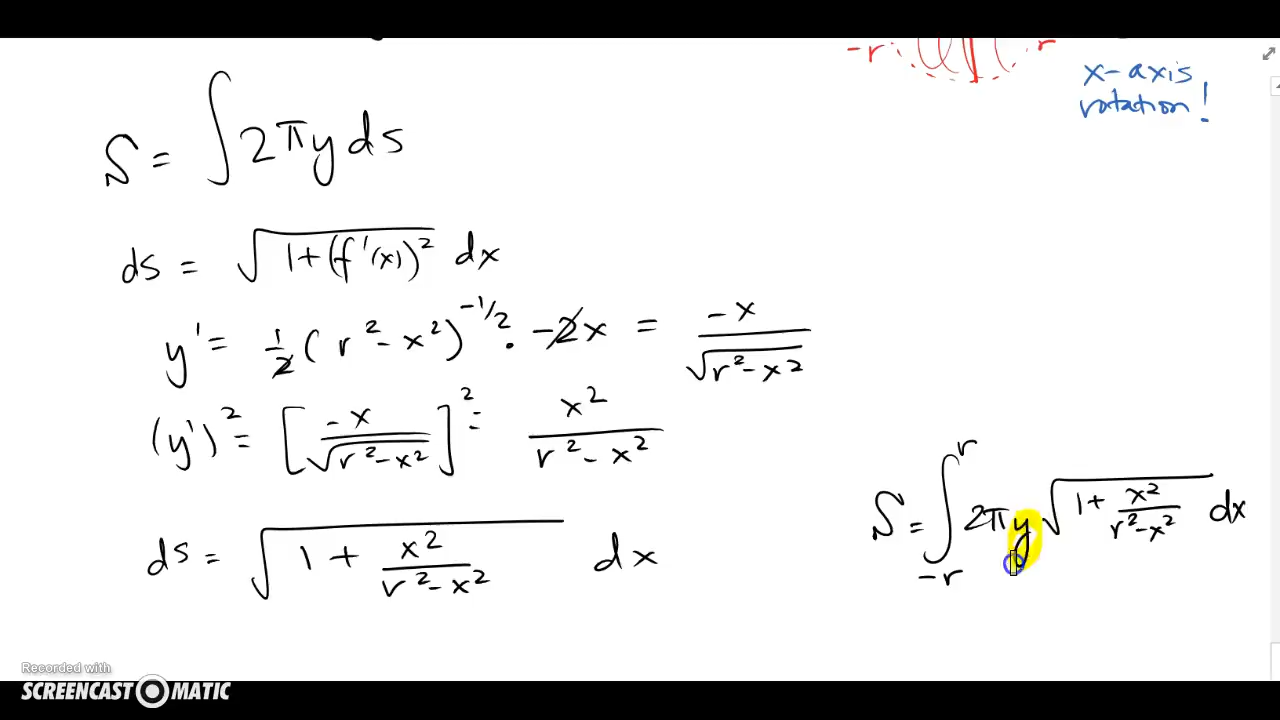 -r r
x-axis
rotation!
S = ∫ 2πy ds
ds = √(1+(f'(x))²) dx
y' = 1/2 (r² - x²)^(-1/2) · -2x = -x/√(r² - x²)
(y')² = [-x/√(r² - x²)]² = x²/(r² - x²)
S = ∫_{-r}^{r} 2πy √(1 + x²/(r² - x²)) dx
ds = √(1 + x²/(r² - x²)) dx
Recorded with
SCREENCAST O MATIC